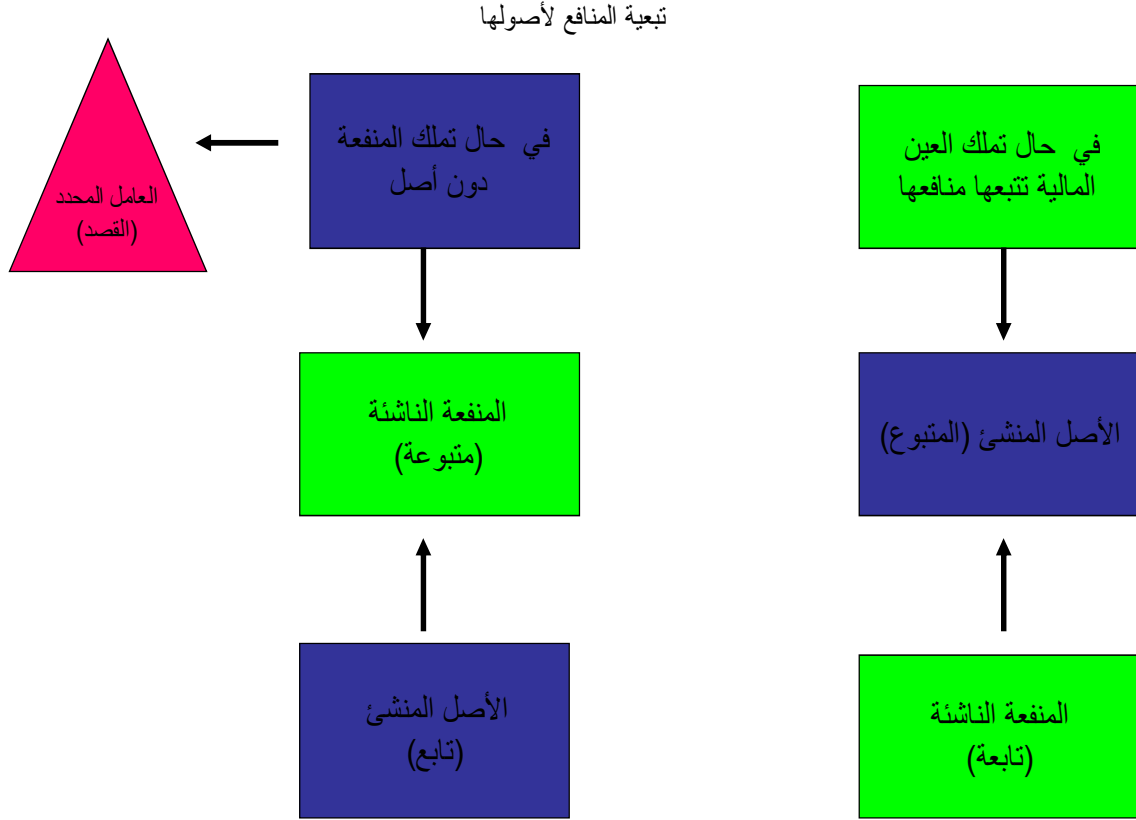 تبعية المنافع لأصولها
في حال تملك العين
المالية تتبعها منافعها
في حال تملك المنفعة
دون أصل
العامل المحدد
(القصد)
الأصل المنشئ (المتبوع)
المنفعة الناشئة
(متبوعة)
المنفعة الناشئة
(تابعة)
الأصل المنشئ
(تابع)